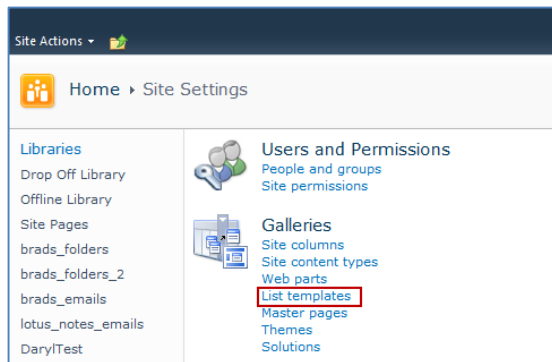 Site Actions
Home › Site Settings
Libraries
Drop Off Library
Offline Library
Site Pages
brads_folders
brads_folders_2
brads_emails
lotus_notes_emails
DarylTest
Users and Permissions
People and groups
Site permissions
Galleries
Site columns
Site content types
Web parts
List templates
Master pages
Themes
Solutions